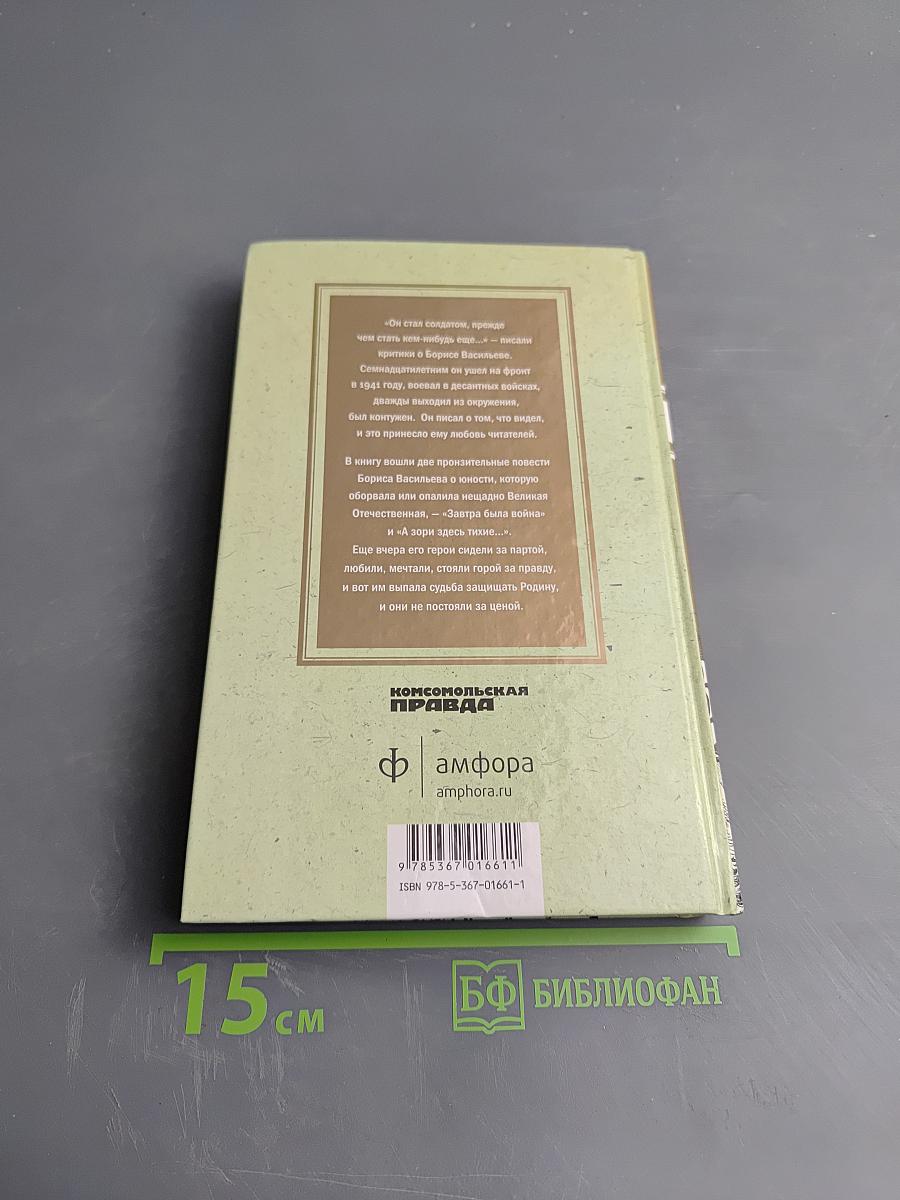 «Он стал солдатом, прежде
чем стать кем-нибудь еще...» — писали
критики о Борисе Васильеве.
Семнадцатилетним он ушел на фронт
в 1941 году, воевал в десантных войсках,
дважды выходил из окружения,
был контужен. Он писал о том, что видел,
и это принесло ему любовь читателей.
В книгу вошли две пронзительные повести
Бориса Васильева о юности, которую
оборвала или опалила нещадно Великая
Отечественная, — «Завтра была война»
и «А зори здесь тихие...».
Еще вчера его герои сидели за партой,
любили, мечтали, стояли горой за правду,
и вот им выпала судьба защищать Родину,
и они не постояли за ценой.
КОМСОМОЛЬСКАЯ
ПРАВДА
амфора
amphora.ru
9 785367 016611
ISBN 978-5-367-01661-1
15 см
БФ БИБЛИОФАН